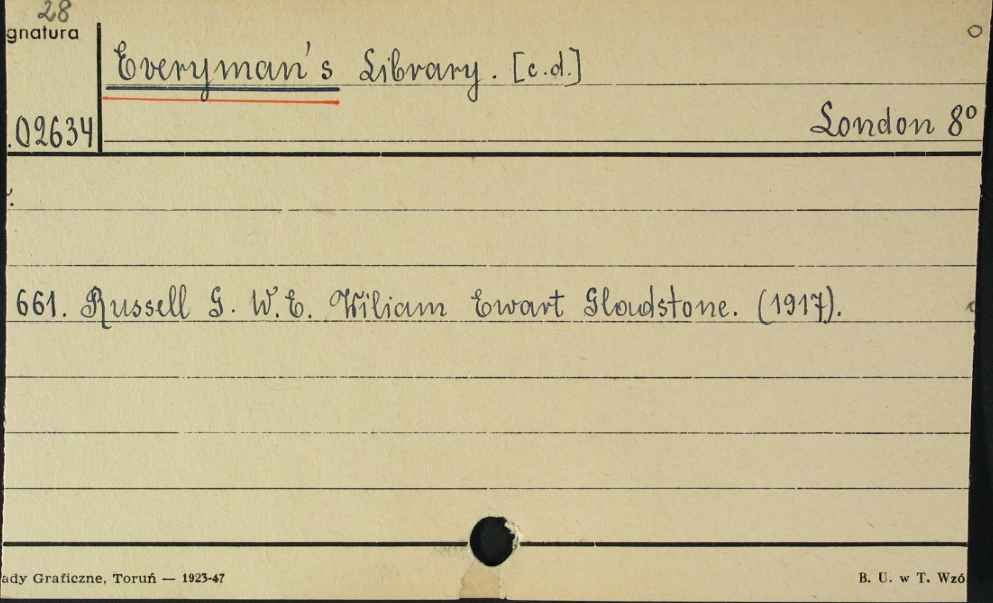 28
gnatura
Everyman's Library. [c.d.]
.02634
London 8°
661. Russell G. W. E. Wiliam Ewart Gladstone. (1917).
ady Graficzne, Toruń — 1923-47
B. U. w T. Wzó